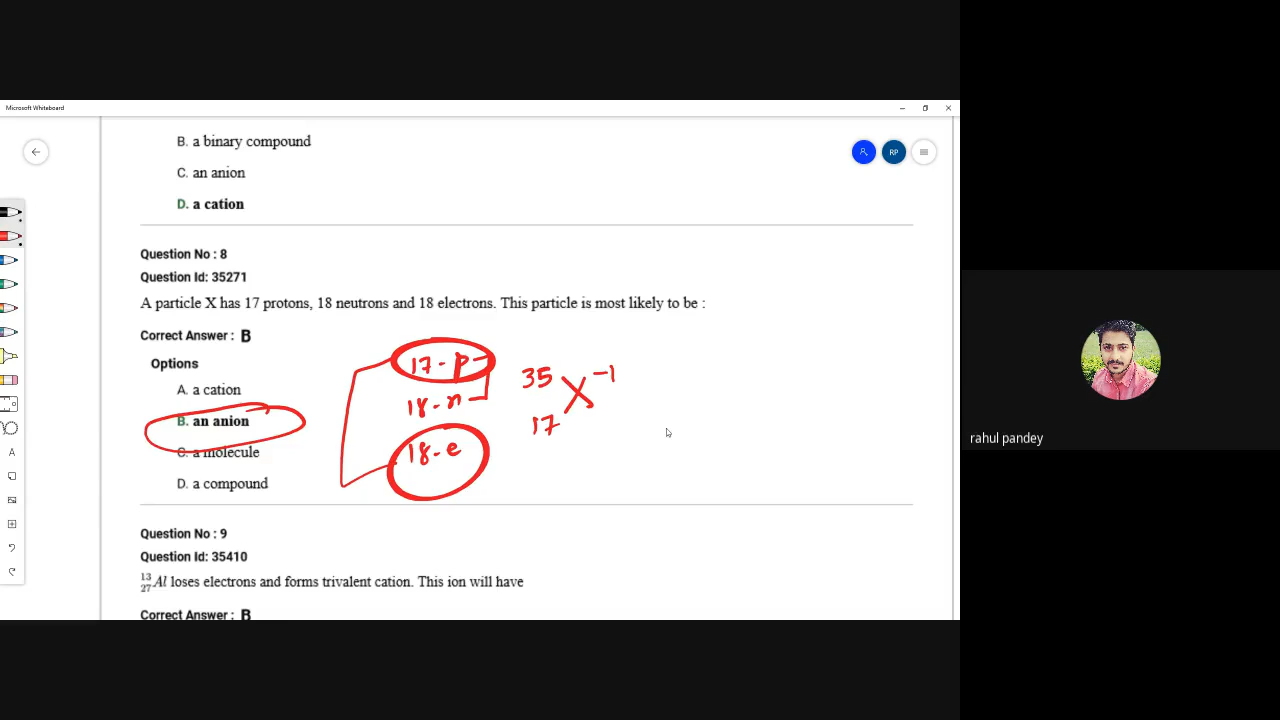 Microsoft Whiteboard
B. a binary compound
RP
C. an anion
D. a cation
Question No : 8
Question Id: 35271
A particle X has 17 protons, 18 neutrons and 18 electrons. This particle is most likely to be :
Correct Answer : B
Options
A. a cation
B. an anion
C. a molecule
D. a compound
17 - p
18 - n
18 - e
35 X -1
17
A
rahul pandey
Question No : 9
Question Id: 35410
13
27 Al loses electrons and forms trivalent cation. This ion will have
Correct Answer : B